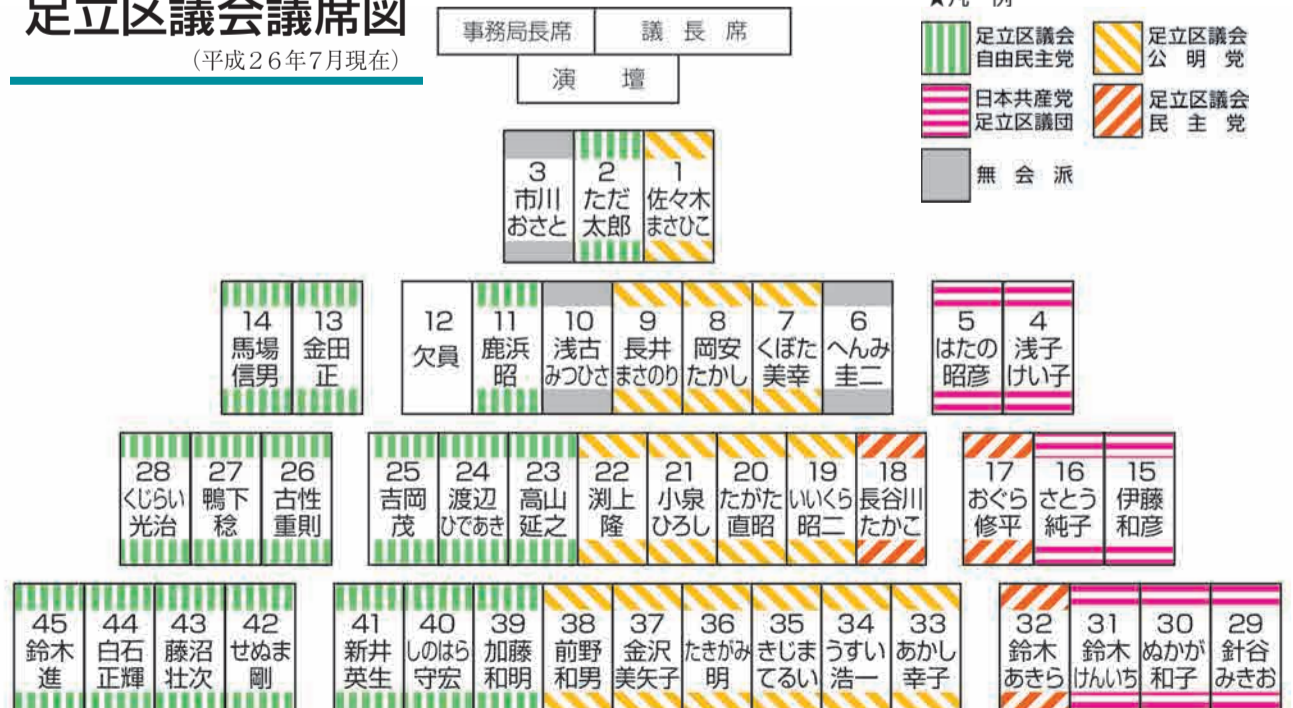 足立区議会議席図
(平成26年7月現在)
事務局長席
議長席
演壇
★凡例
足立区議会
自由民主党
足立区議会
公明党
日本共産党
足立区議団
足立区議会
民主党
無会派
3
市川
おさと
2
ただ
太郎
1
佐々木
まさひこ
14
馬場
信男
13
金田
正
12
欠員
11
鹿浜
昭
10
浅古
みつひさ
9
長井
まさのり
8
岡安
たかし
7
くぼた
美幸
6
へんみ
圭二
5
はたの
昭彦
4
浅子
けい子
28
くじらい
光治
27
鴨下
稔
26
古性
重則
25
吉岡
茂
24
渡辺
ひであき
23
高山
延之
22
渕上
隆
21
小泉
ひろし
20
たがた
直昭
19
いいくら
昭二
18
長谷川
たかこ
17
おぐら
修平
16
さとう
純子
15
伊藤
和彦
45
鈴木
進
44
白石
正輝
43
藤沼
壮次
42
せぬま
剛
41
新井
英生
40
しのはら
守宏
39
加藤
和明
38
前野
和男
37
金沢
美矢子
36
たきがみ
明
35
きじま
てるい
34
うすい
浩一
33
あかし
幸子
32
鈴木
あきら
31
鈴木
けんいち
30
ぬかが
和子
29
針谷
みきお